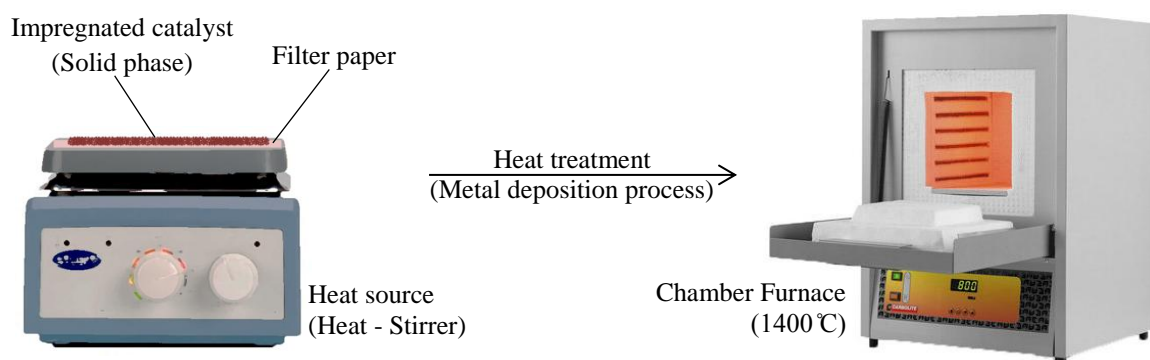 Impregnated catalyst
(Solid phase)
Filter paper
Heat treatment
(Metal deposition process)
Heat source
(Heat - Stirrer)
Chamber Furnace
(1400℃)
800
CARBOLITE